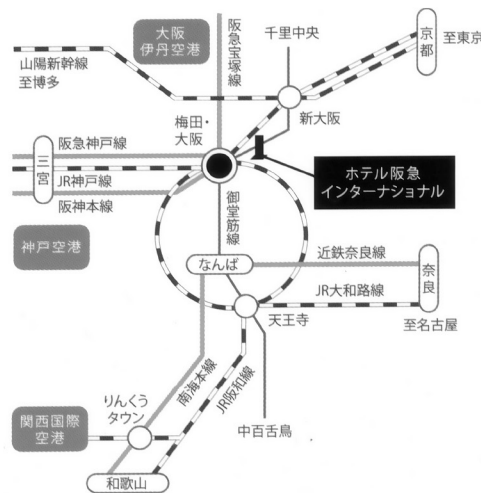 大阪
伊丹空港
阪急宝塚線
千里中央
京都
至東京
山陽新幹線
至博多
梅田・
大阪
新大阪
阪急神戸線
三宮
JR神戸線
阪神本線
ホテル阪急
インターナショナル
御堂筋線
神戸空港
なんば
近鉄奈良線
奈良
JR大和路線
天王寺
至名古屋
南海本線
JR阪和線
りんくう
タウン
関西国際
空港
中百舌鳥
和歌山